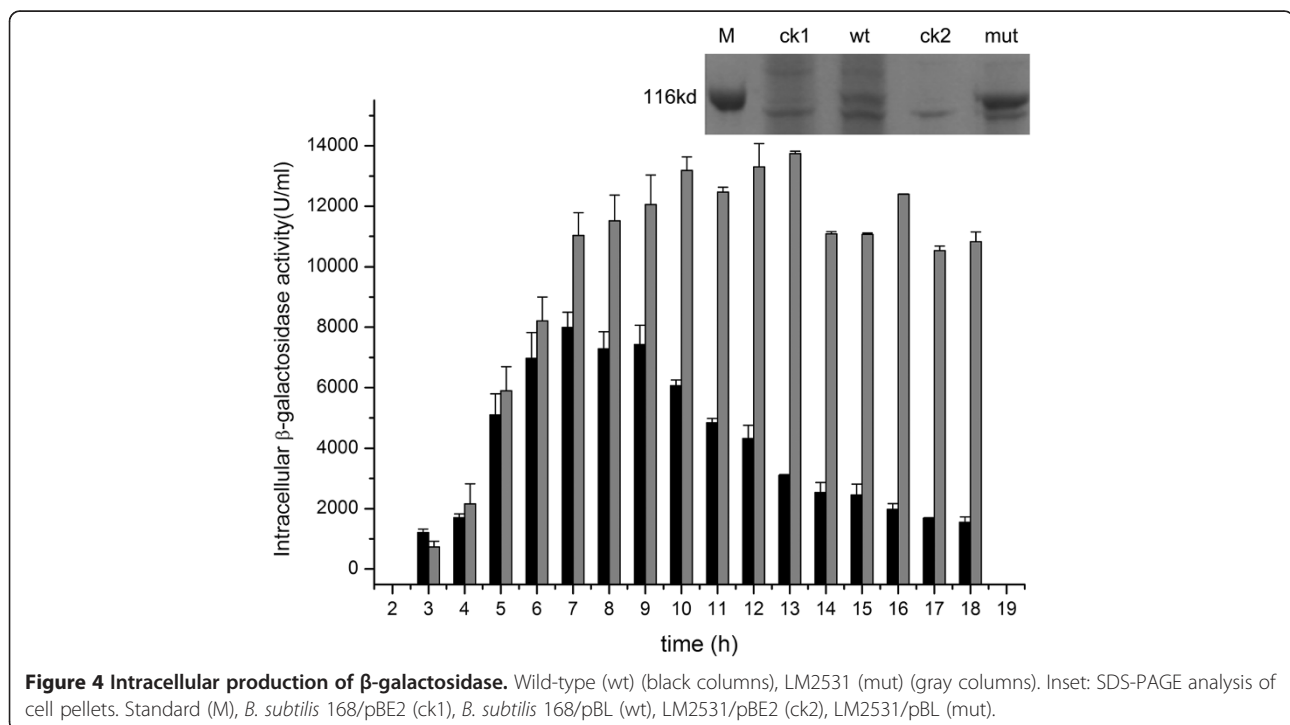 M ck1 wt ck2 mut
116kd
Intracellular β-galactosidase activity(U/ml)
14000
12000
10000
8000
6000
4000
2000
0
2 3 4 5 6 7 8 9 10 11 12 13 14 15 16 17 18 19
time (h)
Figure 4 Intracellular production of β-galactosidase. Wild-type (wt) (black columns), LM2531 (mut) (gray columns). Inset: SDS-PAGE analysis of
cell pellets. Standard (M), B. subtilis 168/pBE2 (ck1), B. subtilis 168/pBL (wt), LM2531/pBE2 (ck2), LM2531/pBL (mut).